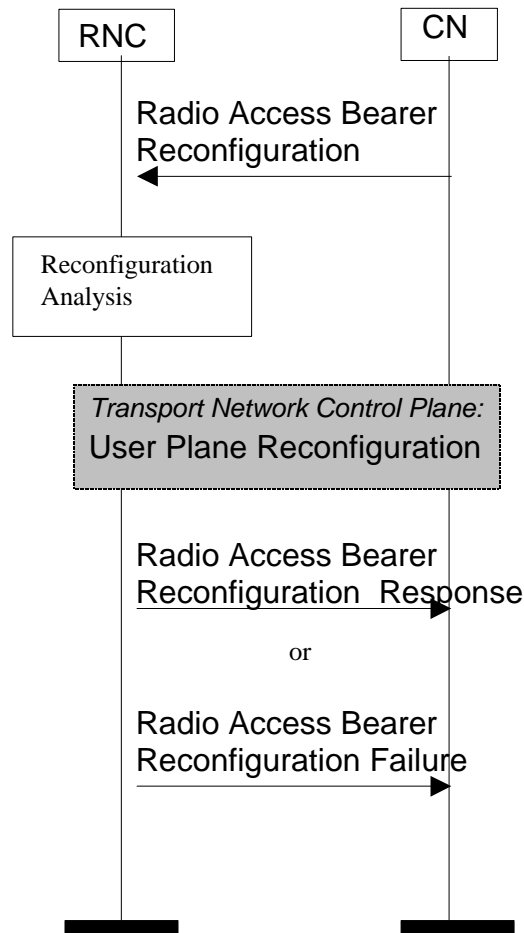 RNC
CN
Radio Access Bearer
Reconfiguration
Reconfiguration
Analysis
Transport Network Control Plane:
User Plane Reconfiguration
Radio Access Bearer
Reconfiguration Response
or
Radio Access Bearer
Reconfiguration Failure